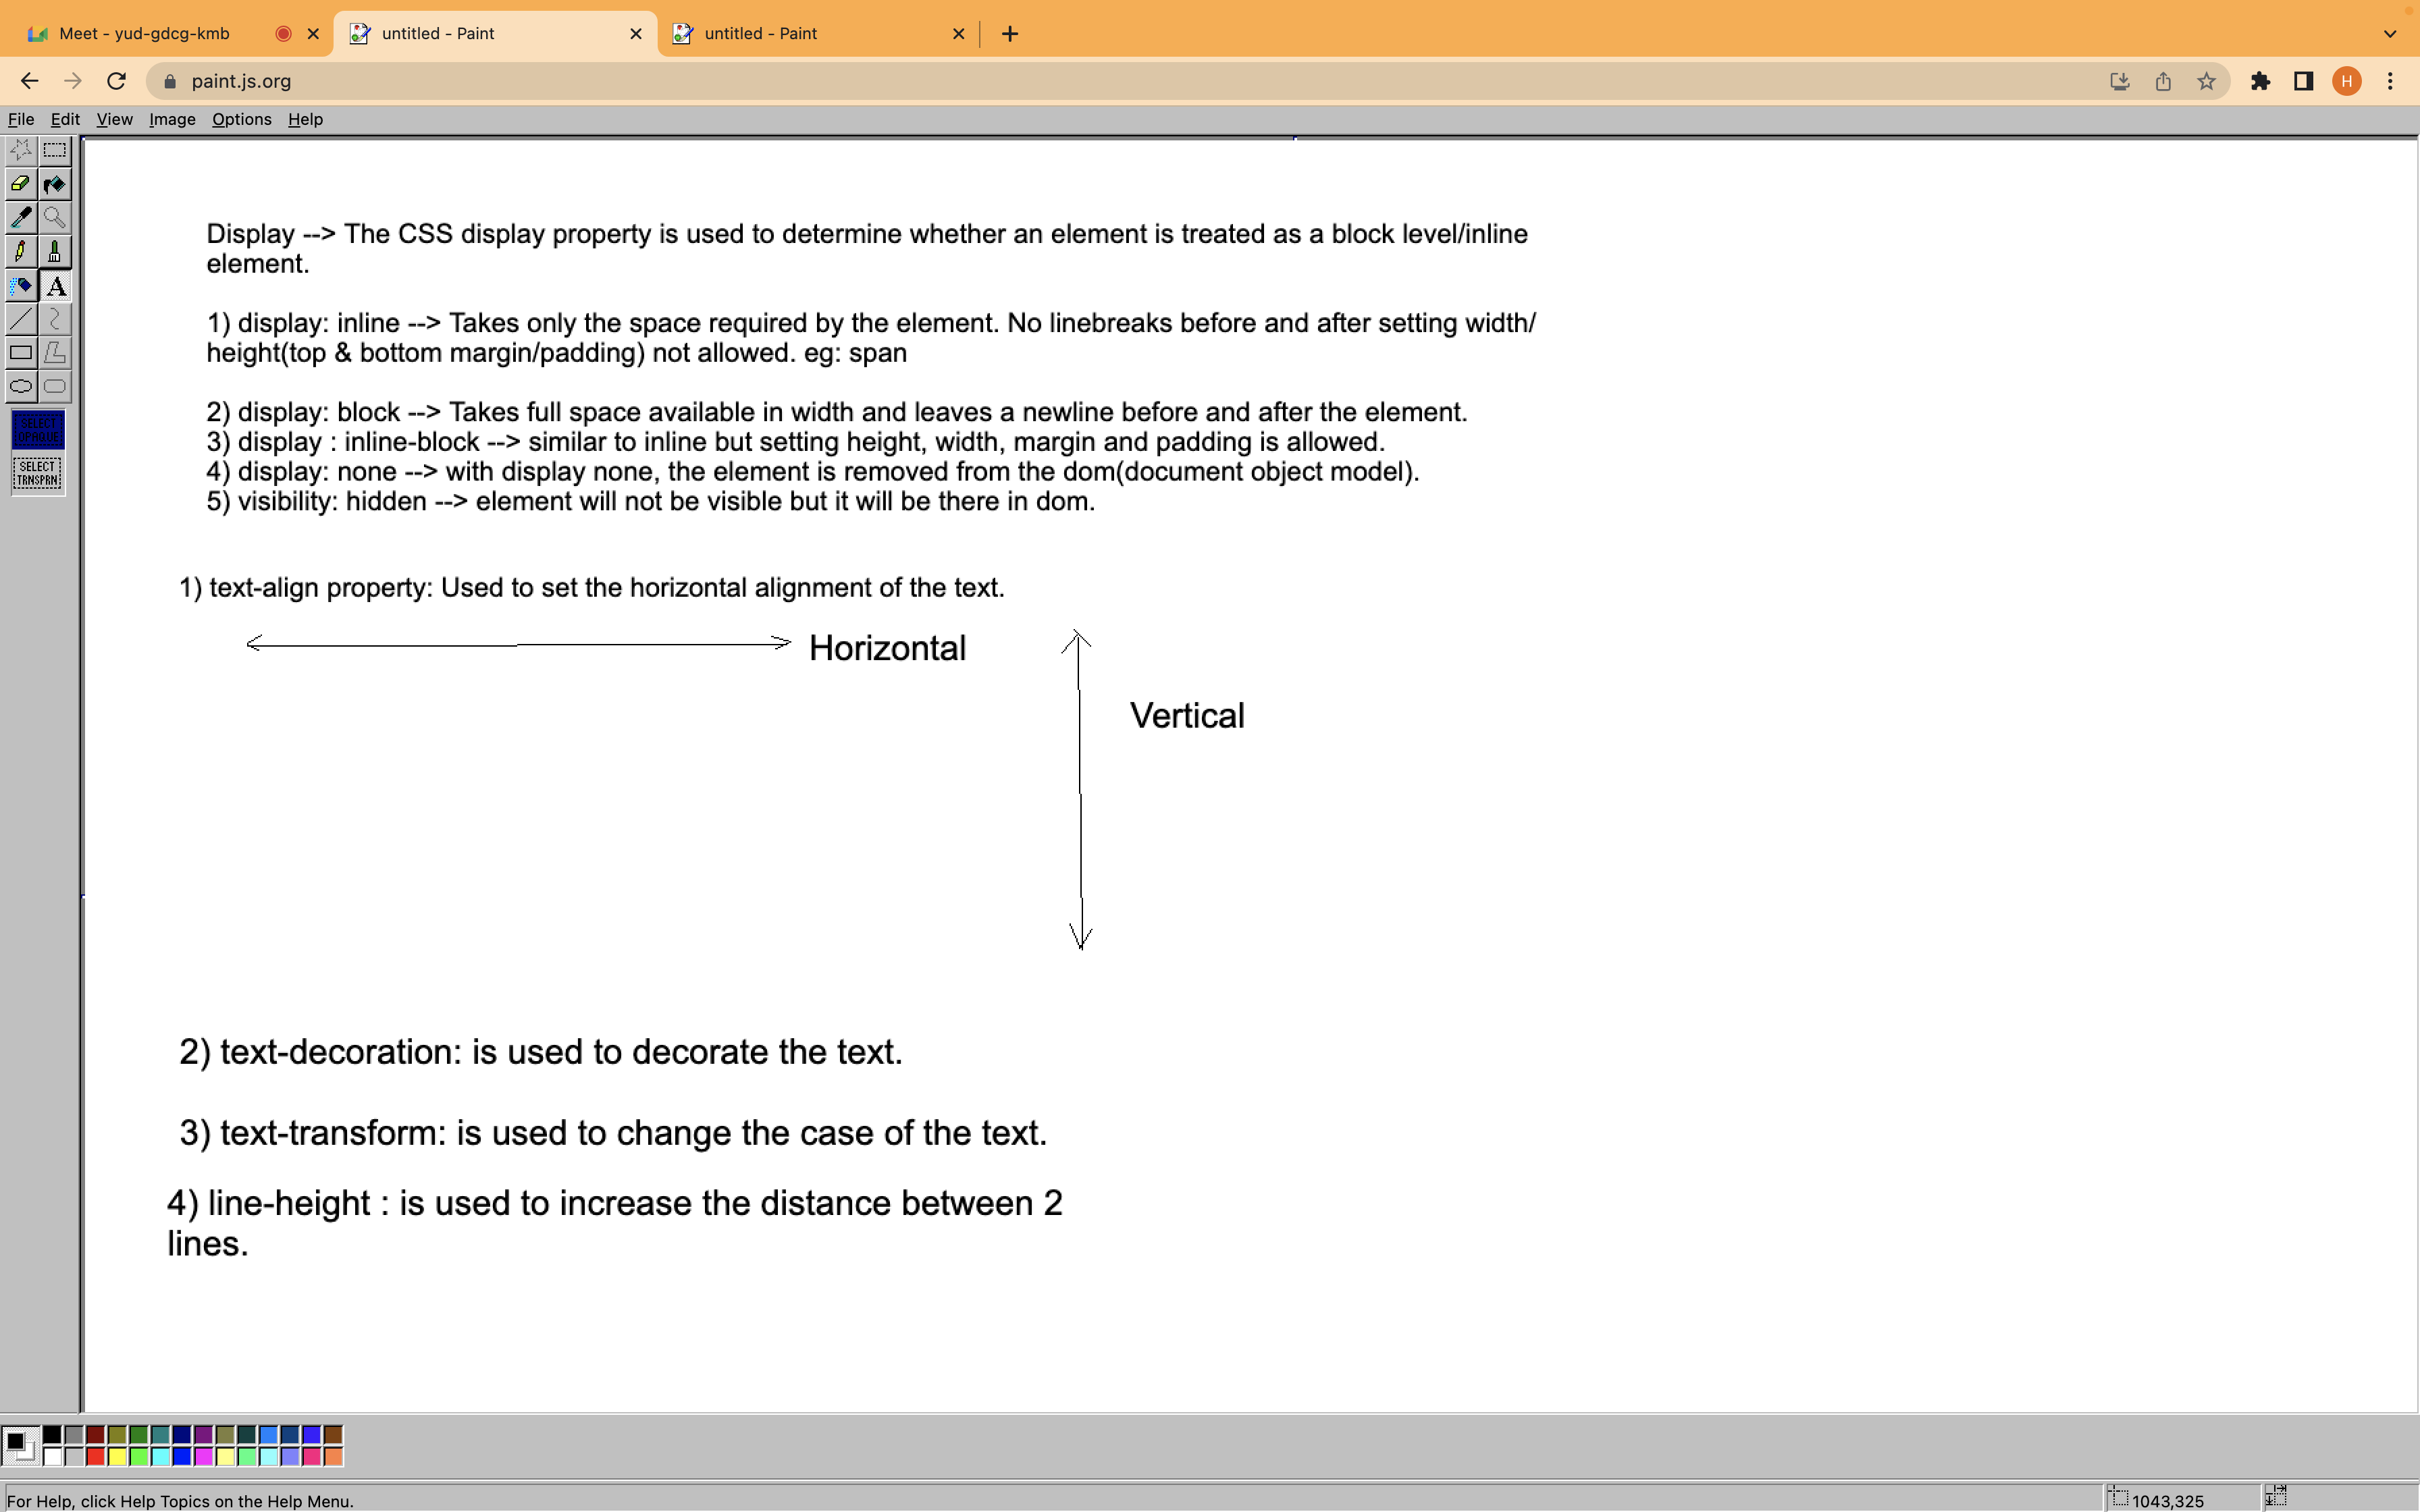 Meet - yud-gdcg-kmb
untitled - Paint
untitled - Paint
paint.js.org
H
File Edit View Image Options Help
A
SELECT
OPAQUE
SELECT
TRNSPRN
Display --> The CSS display property is used to determine whether an element is treated as a block level/inline
element.
1) display: inline --> Takes only the space required by the element. No linebreaks before and after setting width/
height(top & bottom margin/padding) not allowed. eg: span
2) display: block --> Takes full space available in width and leaves a newline before and after the element.
3) display : inline-block --> similar to inline but setting height, width, margin and padding is allowed.
4) display: none --> with display none, the element is removed from the dom(document object model).
5) visibility: hidden --> element will not be visible but it will be there in dom.
1) text-align property: Used to set the horizontal alignment of the text.
Horizontal
Vertical
2) text-decoration: is used to decorate the text.
3) text-transform: is used to change the case of the text.
4) line-height : is used to increase the distance between 2
lines.
For Help, click Help Topics on the Help Menu.
1043,325